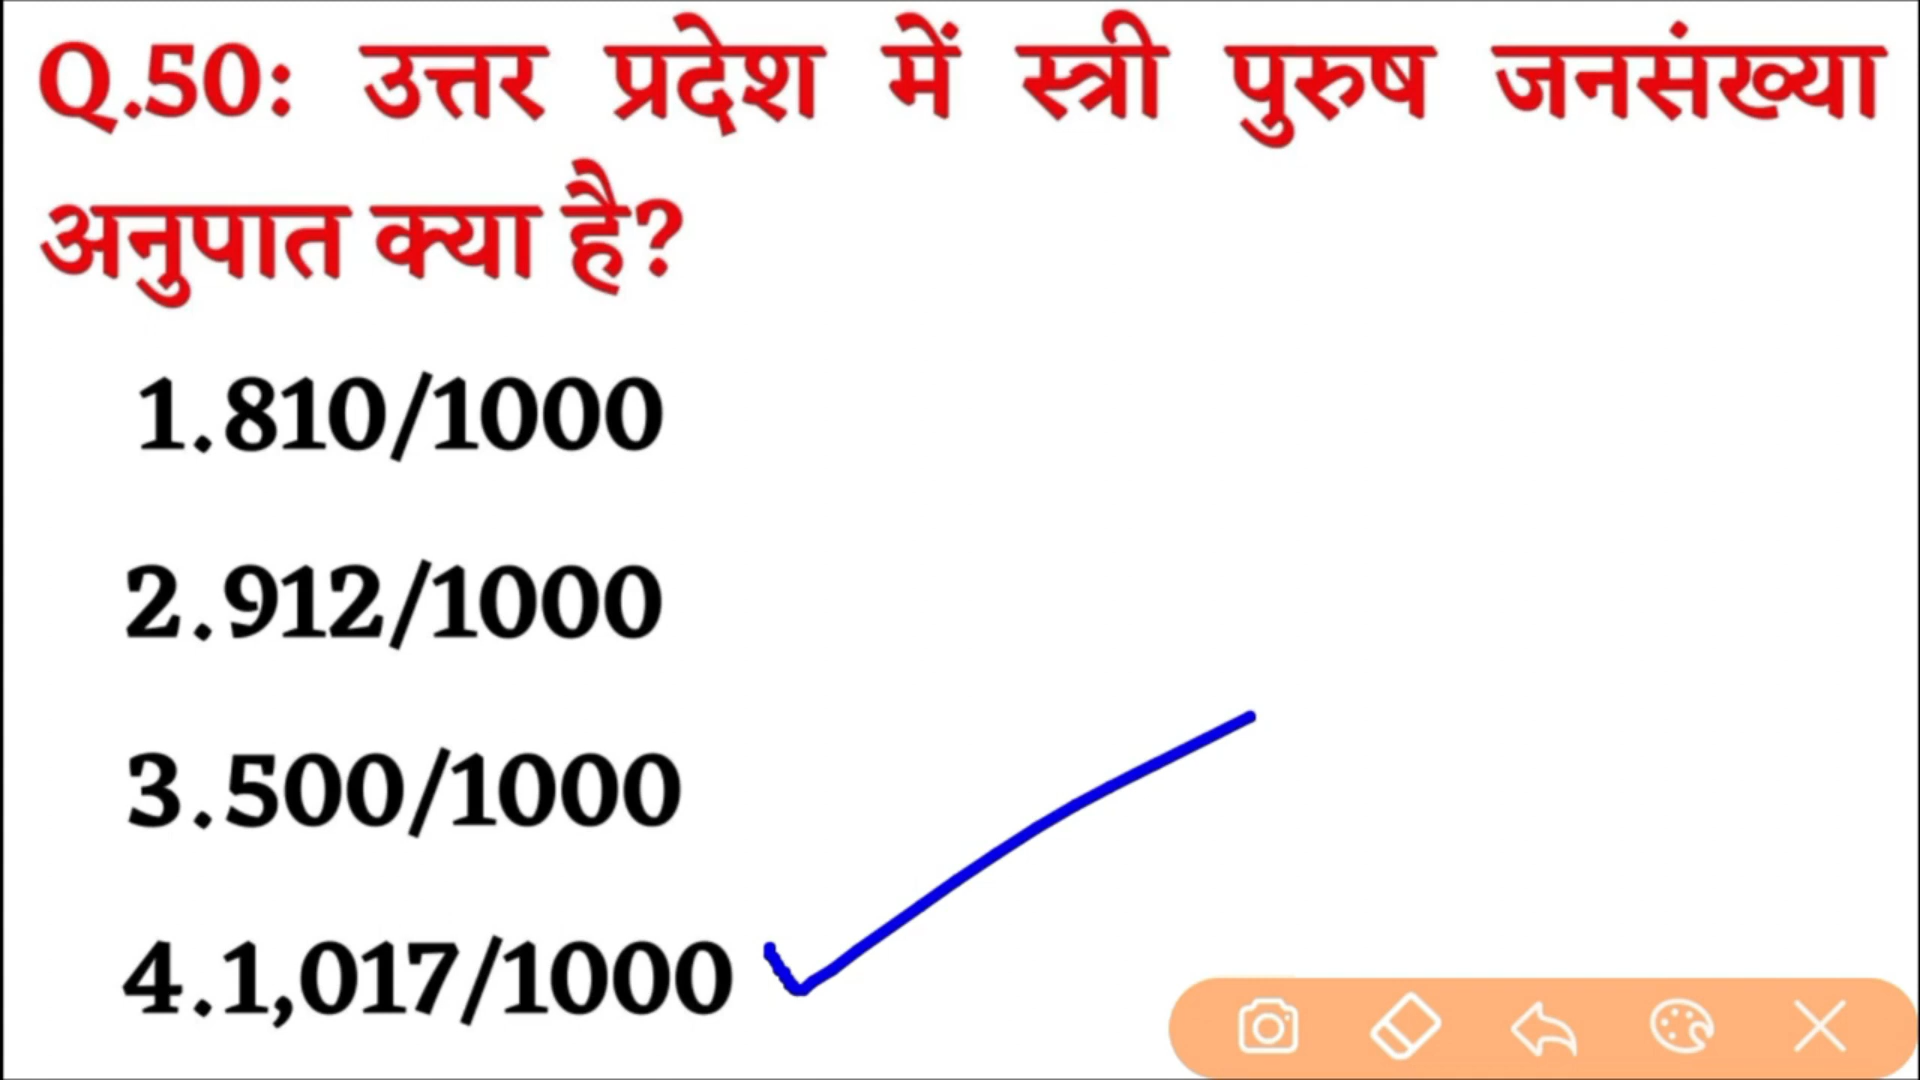 Q.50: उत्तर प्रदेश में स्त्री पुरुष जनसंख्या
अनुपात क्या है?
1.810/1000
2.912/1000
3.500/1000
4.1,017/1000